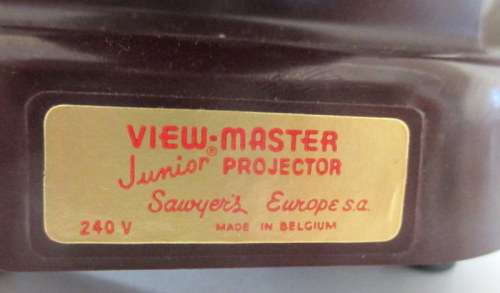 VIEW-MASTER®
Junior PROJECTOR
Sawyer's Europe s.a.
240 V MADE IN BELGIUM